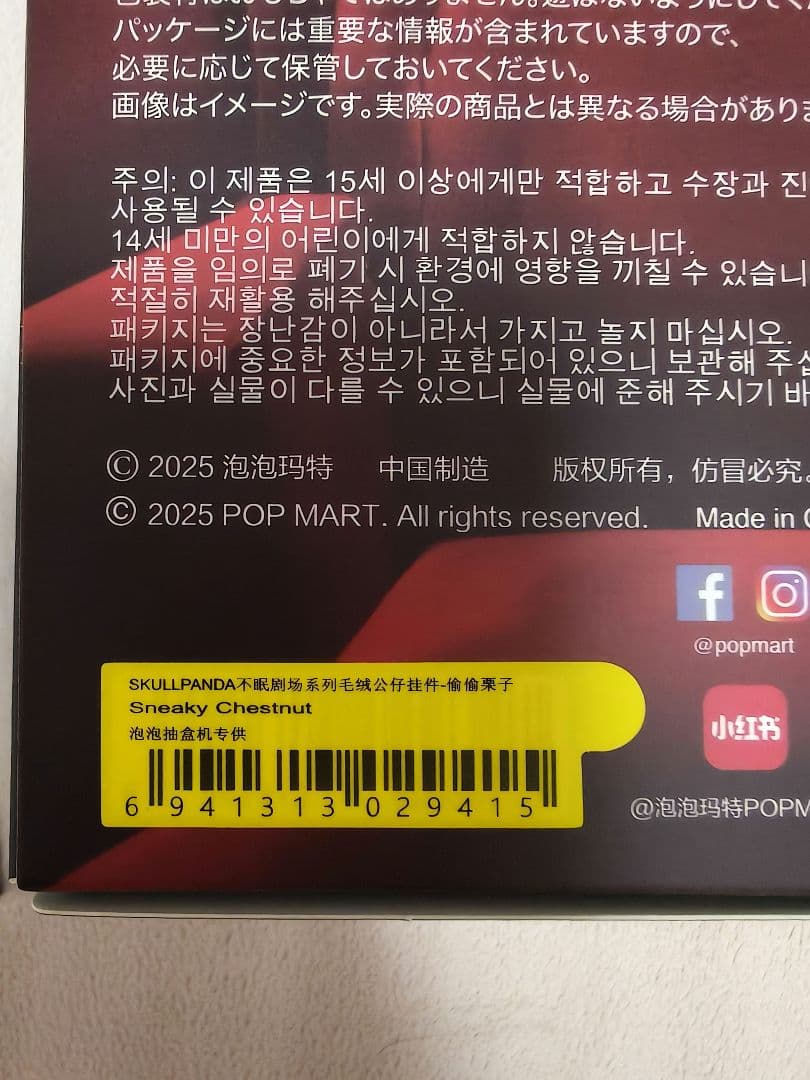 パッケージには重要な情報が含まれていますので、
必要に応じて保管しておいてください。
画像はイメージです。実際の商品とは異なる場合があり
주의: 이 제품은 15세 이상에게만 적합하고 수장과 진
사용될 수 있습니다.
14세 미만의 어린이에게 적합하지 않습니다.
제품을 임의로 폐기 시 환경에 영향을 끼칠 수 있습니
적절히 재활용 해주십시오.
패키지는 장난감이 아니라서 가지고 놀지 마십시오.
패키지에 중요한 정보가 포함되어 있으니 보관해 주십
사진과 실물이 다를 수 있으니 실물에 준해 주시기 바
© 2025 泡泡玛特 中国制造 版权所有，仿冒必究。
© 2025 POP MART. All rights reserved. Made in
@popmart
小红书
@泡泡玛特POPM
SKULLPANDA不眠剧场系列毛绒公仔挂件-偷偷栗子
Sneaky Chestnut
泡泡抽盒机专供
6 941313 029415